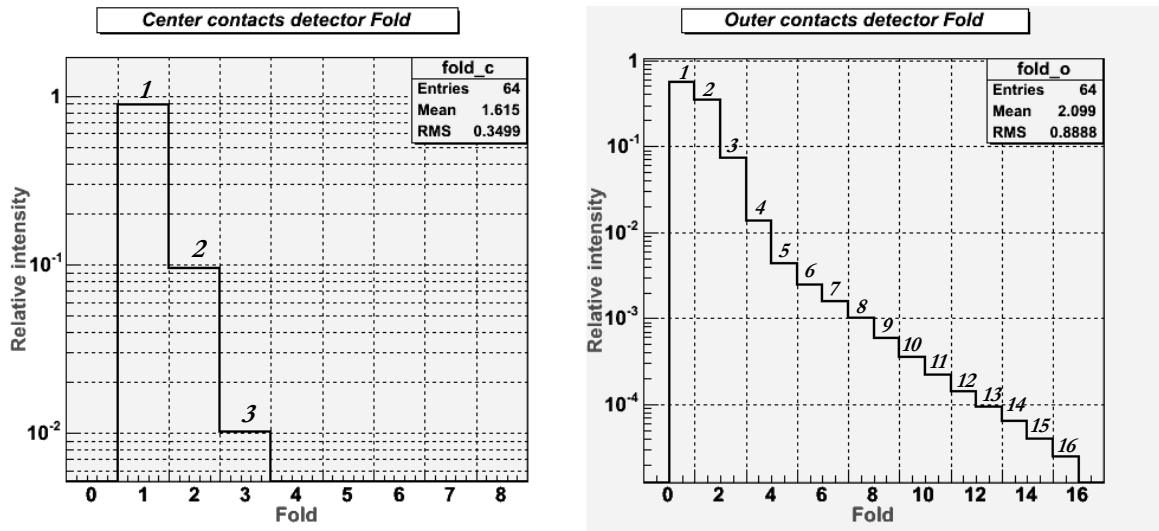 Center contacts detector Fold
fold_c
Entries 64
Mean 1.615
RMS 0.3499
1
10-1
10-2
Relative intensity
1
2
3
0 1 2 3 4 5 6 7 8
Fold
Outer contacts detector Fold
fold_o
Entries 64
Mean 2.099
RMS 0.8888
1
10-1
10-2
10-3
10-4
Relative intensity
1
2
3
4
5
6
7
8
9
10
11
12
13
14
15
16
0 2 4 6 8 10 12 14 16
Fold